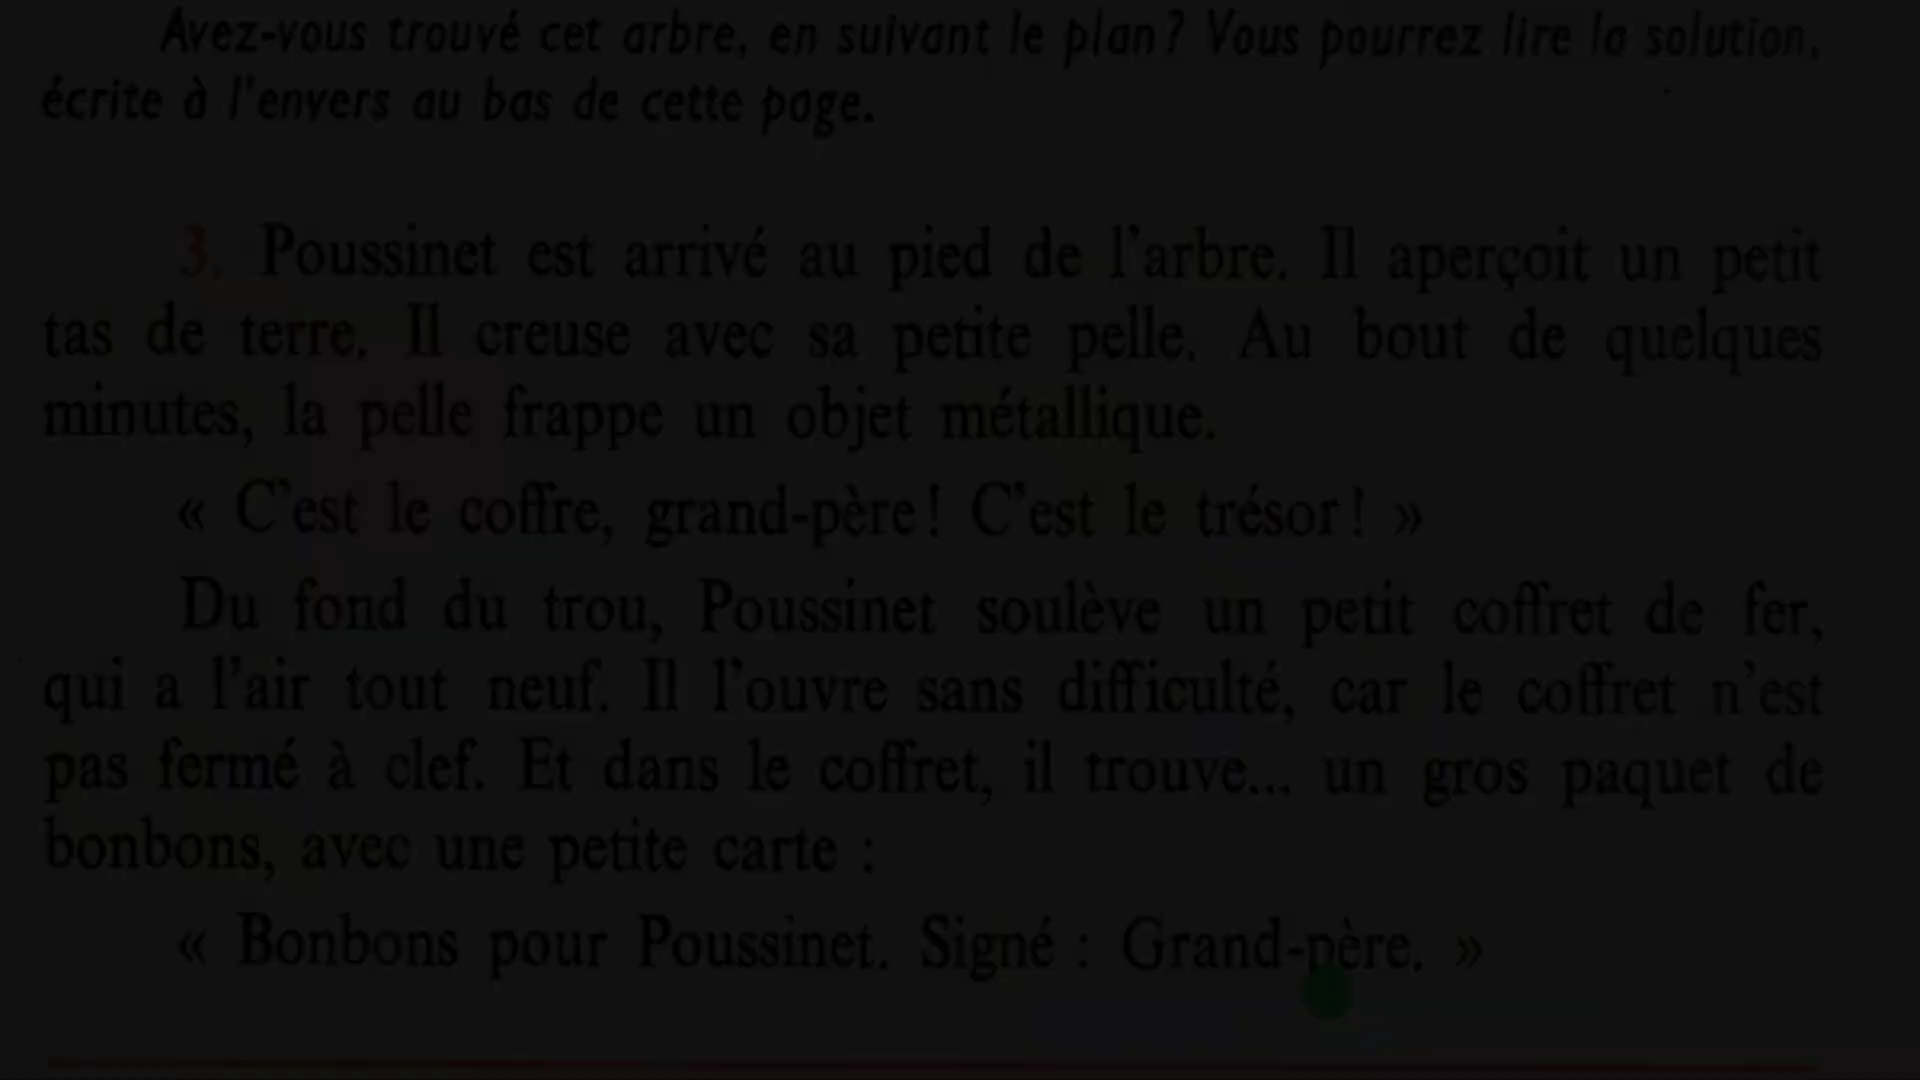 Avez-vous trouvé cet arbre, en suivant le plan? Vous pourrez lire la solution,
écrite à l'envers au bas de cette page.
3. Poussinet est arrivé au pied de l'arbre. Il aperçoit un petit
tas de terre. Il creuse avec sa petite pelle. Au bout de quelques
minutes, la pelle frappe un objet métallique.
« C'est le coffre, grand-père! C'est le trésor! »
Du fond du trou, Poussinet soulève un petit coffret de fer,
qui a l'air tout neuf. Il l'ouvre sans difficulté, car le coffret n'est
pas fermé à clef. Et dans le coffret, il trouve... un gros paquet de
bonbons, avec une petite carte :
« Bonbons pour Poussinet. Signé : Grand-père. »